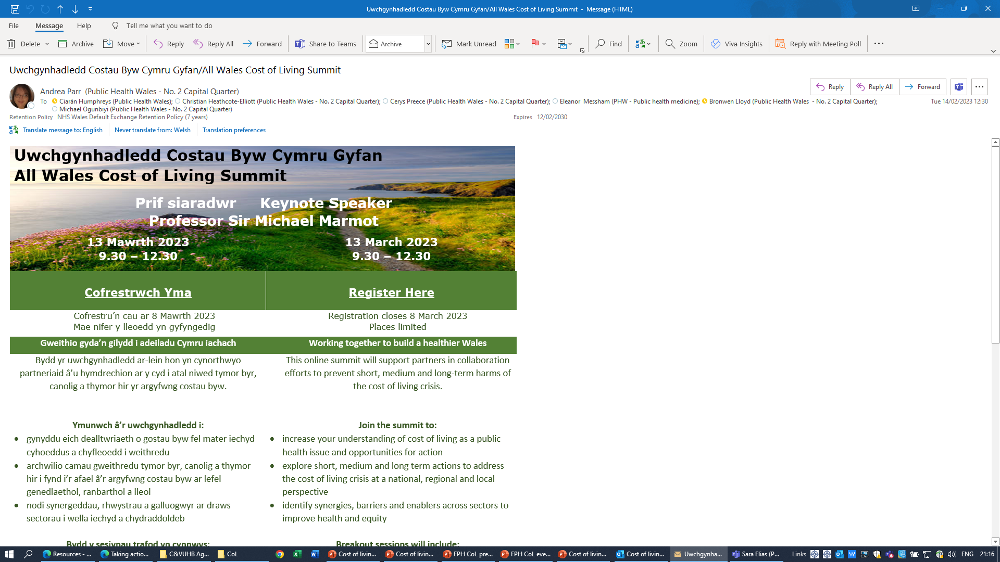 Uwchgynhadledd Costau Byw Cymru Gyfan/All Wales Cost of Living Summit - Message (HTML)
File Message Help Tell me what you want to do
Delete Archive Move Reply Reply All Forward Share to Teams Archive Mark Unread Find Zoom Viva Insights Reply with Meeting Poll
Uwchgynhadledd Costau Byw Cymru Gyfan/All Wales Cost of Living Summit
Reply Reply All Forward
Andrea Parr (Public Health Wales - No. 2 Capital Quarter)
To Ciarán Humphreys (Public Health Wales); Christian Heathcote-Elliott (Public Health Wales - No. 2 Capital Quarter); Cerys Preece (Public Health Wales - No. 2 Capital Quarter); Eleanor Messham (PHW - Public health medicine); Bronwen Lloyd (Public Health Wales - No. 2 Capital Quarter); Tue 14/02/2023 12:30
Michael Ogunbiyi (Public Health Wales - No. 2 Capital Quarter)
Retention Policy NHS Wales Default Exchange Retention Policy (7 years) Expires 12/02/2030
Translate message to: English Never translate from: Welsh Translation preferences
Uwchgynhadledd Costau Byw Cymru Gyfan
All Wales Cost of Living Summit
Prif siaradwr Keynote Speaker
Professor Sir Michael Marmot
13 Mawrth 2023
9.30 – 12.30
13 March 2023
9.30 – 12.30
Cofrestrwch Yma
Register Here
Cofrestru’n cau ar 8 Mawrth 2023
Mae nifer y lleoedd yn gyfyngedig
Registration closes 8 March 2023
Places limited
Gweithio gyda’n gilydd i adeiladu Cymru iachach
Working together to build a healthier Wales
Bydd yr uwchgynhadledd ar-lein hon yn cynorthwyo
partneriaid â’u hymdrechion ar y cyd i atal niwed tymor byr,
canolig a thymor hir yr argyfwng costau byw.
This online summit will support partners in collaboration
efforts to prevent short, medium and long-term harms of
the cost of living crisis.
Ymunwch â’r uwchgynhadledd i:
• gynyddu eich dealltwriaeth o gostau byw fel mater iechyd
cyhoeddus a chyfleoedd i weithredu
• archwilio camau gweithredu tymor byr, canolig a thymor
hir i fynd i’r afael â’r argyfwng costau byw ar lefel
genedlaethol, ranbarthol a lleol
• nodi synergeddau, rhwystrau a galluogwyr ar draws
sectorau i wella iechyd a chydraddoldeb
Join the summit to:
• increase your understanding of cost of living as a public
health issue and opportunities for action
• explore short, medium and long term actions to address
the cost of living crisis at a national, regional and local
perspective
• identify synergies, barriers and enablers across sectors to
improve health and equity
Bydd y sesiynau trafod yn cynnwys:
Breakout sessions will include:
Resources - ... Taking actio... C&VUHB Ag... CoL Cost of livin... Cost of livin... FPH CoL pre... FPH CoL eve... Cost of livin... Cost of livin... Uwchgynha... Sara Elias (P... Links ENG 21:16